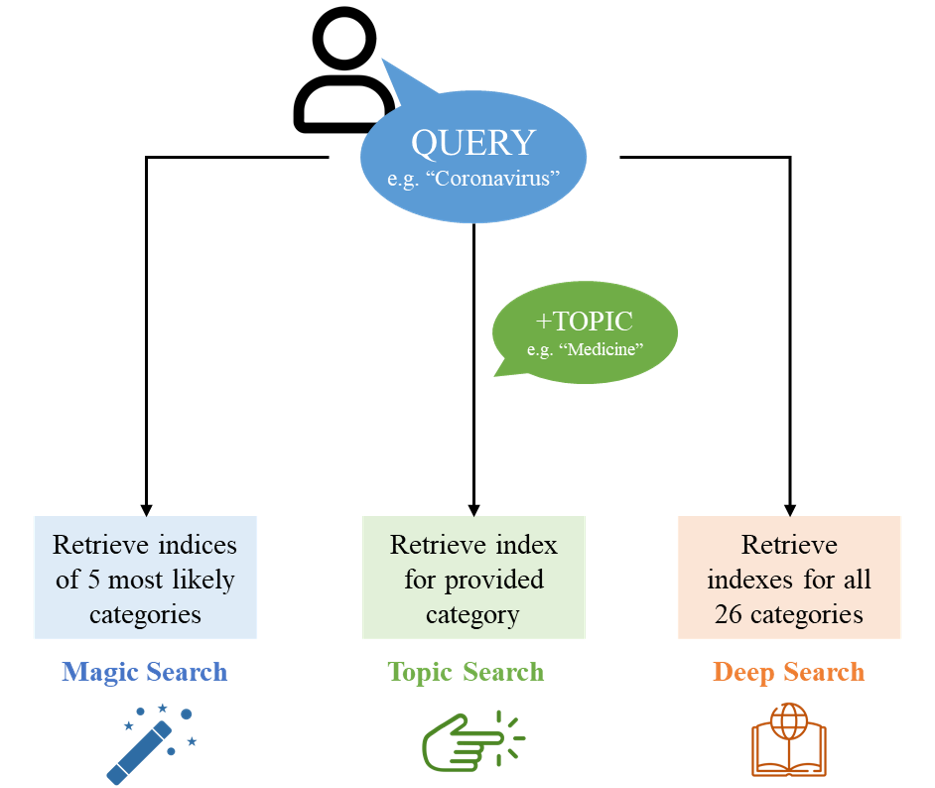 QUERY
e.g. “Coronavirus”
+TOPIC
e.g. “Medicine”
Retrieve indices
of 5 most likely
categories
Magic Search
Retrieve index
for provided
category
Topic Search
Retrieve
indexes for all
26 categories
Deep Search